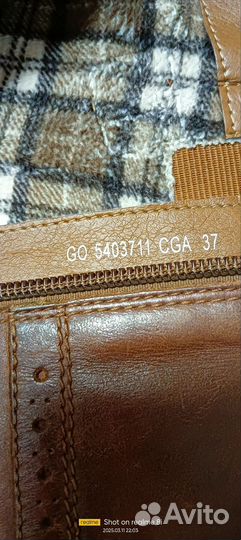 GO 5403711 CGA 37
realme Shot on realme 8i
2025.03.11 22:03
Avito